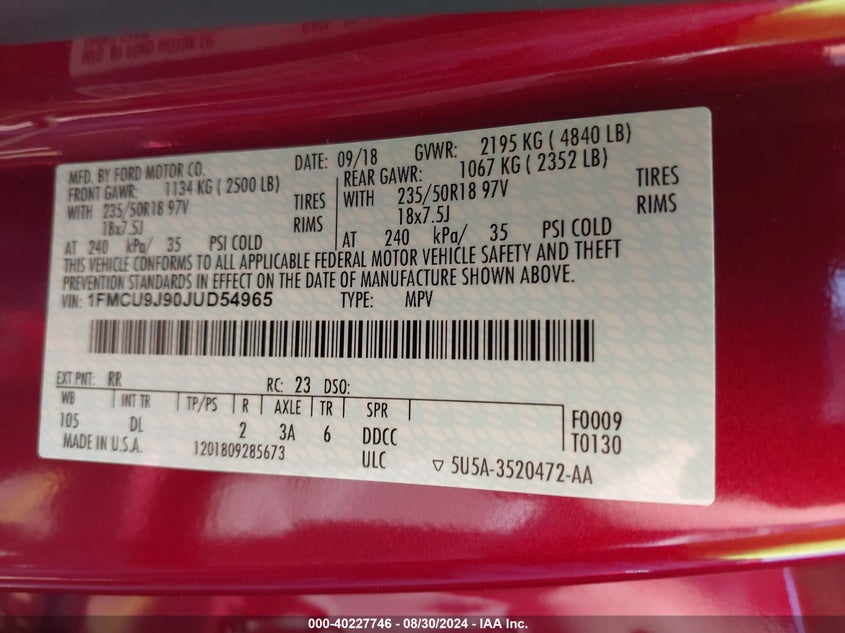 MFD. BY FORD MOTOR CO.
MFD. BY FORD MOTOR CO. DATE: 09/18 GVWR: 2195 KG ( 4840 LB)
FRONT GAWR: 1134 KG ( 2500 LB) REAR GAWR: 1067 KG ( 2352 LB)
WITH 235/50R18 97V TIRES WITH 235/50R18 97V TIRES
18x7.5J RIMS 18x7.5J RIMS
AT 240 kPa/ 35 PSI COLD AT 240 kPa/ 35 PSI COLD
THIS VEHICLE CONFORMS TO ALL APPLICABLE FEDERAL MOTOR VEHICLE SAFETY AND THEFT
PREVENTION STANDARDS IN EFFECT ON THE DATE OF MANUFACTURE SHOWN ABOVE.
VIN: 1FMCU9J90JUD54965 TYPE: MPV
EXT PNT: RR RC: 23 DSO:
WB INT TR TP/PS R AXLE TR SPR F0009
105 DL 2 3A 6 DDCC T0130
MADE IN U.S.A. 1201809285673 ULC ▽ 5U5A-3520472-AA
000-40227746 - 08/30/2024 - IAA Inc.